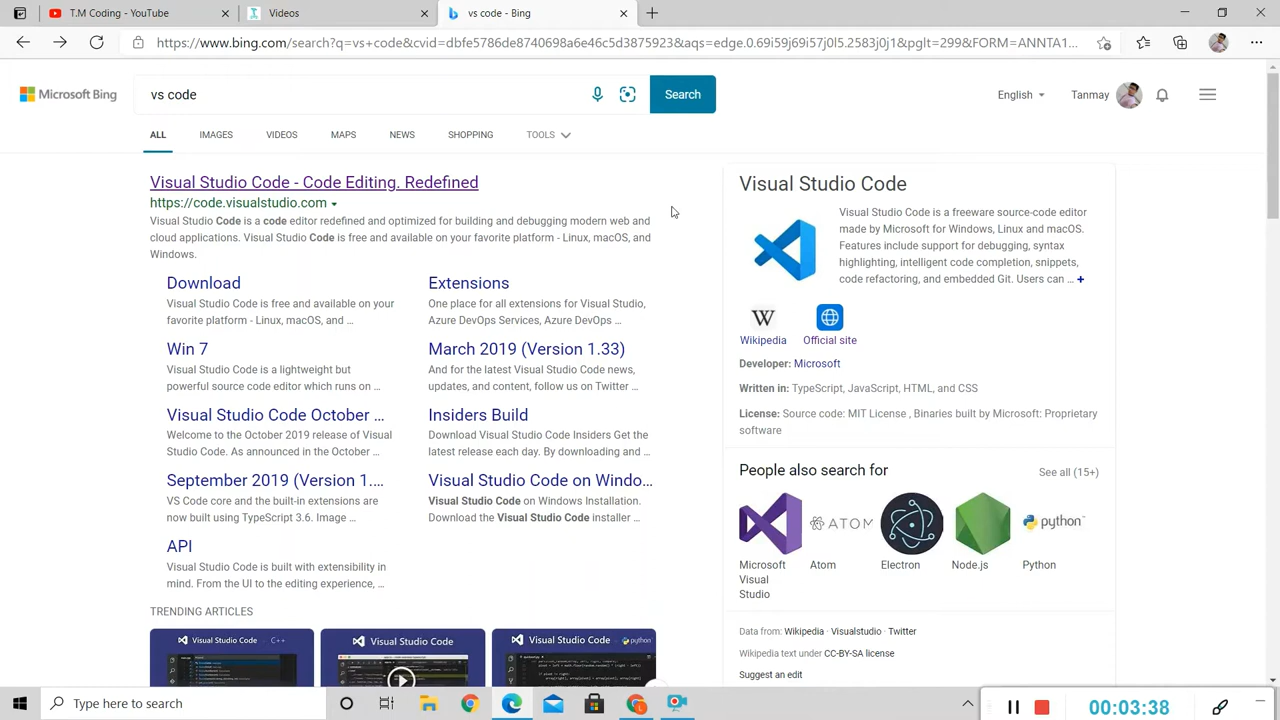 T.M Coding - YouTube
Videos
vs code - Bing
https://www.bing.com/search?q=vs+code&cvid=dbfe5786de8740698a6e46c5d3875923&aqs=edge.0.69i59j69i57j0l5.2583j0j1&pglt=299&FORM=ANNTA1...
Microsoft Bing
vs code
Search
English
Tanmay
ALL IMAGES VIDEOS MAPS NEWS SHOPPING TOOLS
Visual Studio Code - Code Editing. Redefined
https://code.visualstudio.com
Visual Studio Code is a code editor redefined and optimized for building and debugging modern web and
cloud applications. Visual Studio Code is free and available on your favorite platform - Linux, macOS, and
Windows.
Download
Visual Studio Code is free and available on your
favorite platform - Linux, macOS, and ...
Extensions
One place for all extensions for Visual Studio,
Azure DevOps Services, Azure DevOps ...
Win 7
Visual Studio Code is a lightweight but
powerful source code editor which runs on ...
March 2019 (Version 1.33)
And for the latest Visual Studio Code news,
updates, and content, follow us on Twitter ...
Visual Studio Code October ...
Welcome to the October 2019 release of Visual
Studio Code. As announced in the October ...
Insiders Build
Download Visual Studio Code Insiders Get the
latest release each day. By downloading and ...
September 2019 (Version 1....
VS Code core and the built-in extensions are
now built using TypeScript 3.6. Image ...
Visual Studio Code on Windo...
Visual Studio Code on Windows Installation.
Download the Visual Studio Code installer ...
API
Visual Studio Code is built with extensibility in
mind. From the UI to the editing experience, ...
TRENDING ARTICLES
Visual Studio Code C++
Visual Studio Code
Visual Studio Code python
Visual Studio Code
Visual Studio Code is a freeware source-code editor
made by Microsoft for Windows, Linux and macOS.
Features include support for debugging, syntax
highlighting, intelligent code completion, snippets,
code refactoring, and embedded Git. Users can ... +
W
Wikipedia
Official site
Developer: Microsoft
Written in: TypeScript, JavaScript, HTML, and CSS
License: Source code: MIT License , Binaries built by Microsoft: Proprietary
software
People also search for
See all (15+)
ATOM
python
Microsoft
Visual
Studio
Atom
Electron
Node.js
Python
Data from: Wikipedia · Visualstudio · Twitter
Wikipedia text under CC-BY-SA license
Suggest an edit
Type here to search
00:03:38